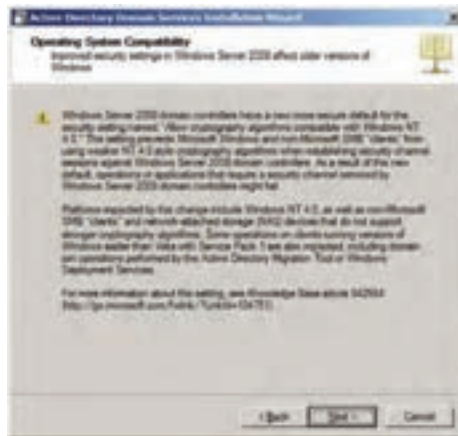 Active Directory Domain Services Installation Wizard
Operating System Compatibility
Improved security settings in Windows Server 2008 affect older versions of
Windows
Windows Server 2008 domain controllers have a new more secure default for the
security setting named "Allow cryptography algorithms compatible with Windows NT
4.0." This setting prevents Microsoft Windows and non-Microsoft SMB "clients" from
using weaker NT 4.0 style cryptography algorithms when establishing security channel
sessions against Windows Server 2008 domain controllers. As a result of this new
default, operations or applications that require a security channel serviced by
Windows Server 2008 domain controllers might fail.
Platforms impacted by this change include Windows NT 4.0, as well as non-Microsoft
SMB "clients" and network-attached storage (NAS) devices that do not support
stronger cryptography algorithms. Some operations on clients running versions of
Windows earlier than Vista with Service Pack 1 are also impacted, including domain
join operations performed by the Active Directory Migration Tool or Windows
Deployment Services.
For more information about this setting, see Knowledge Base article 942564
(http://go.microsoft.com/fwlink/?LinkId=104751).
< Back
Next >
Cancel